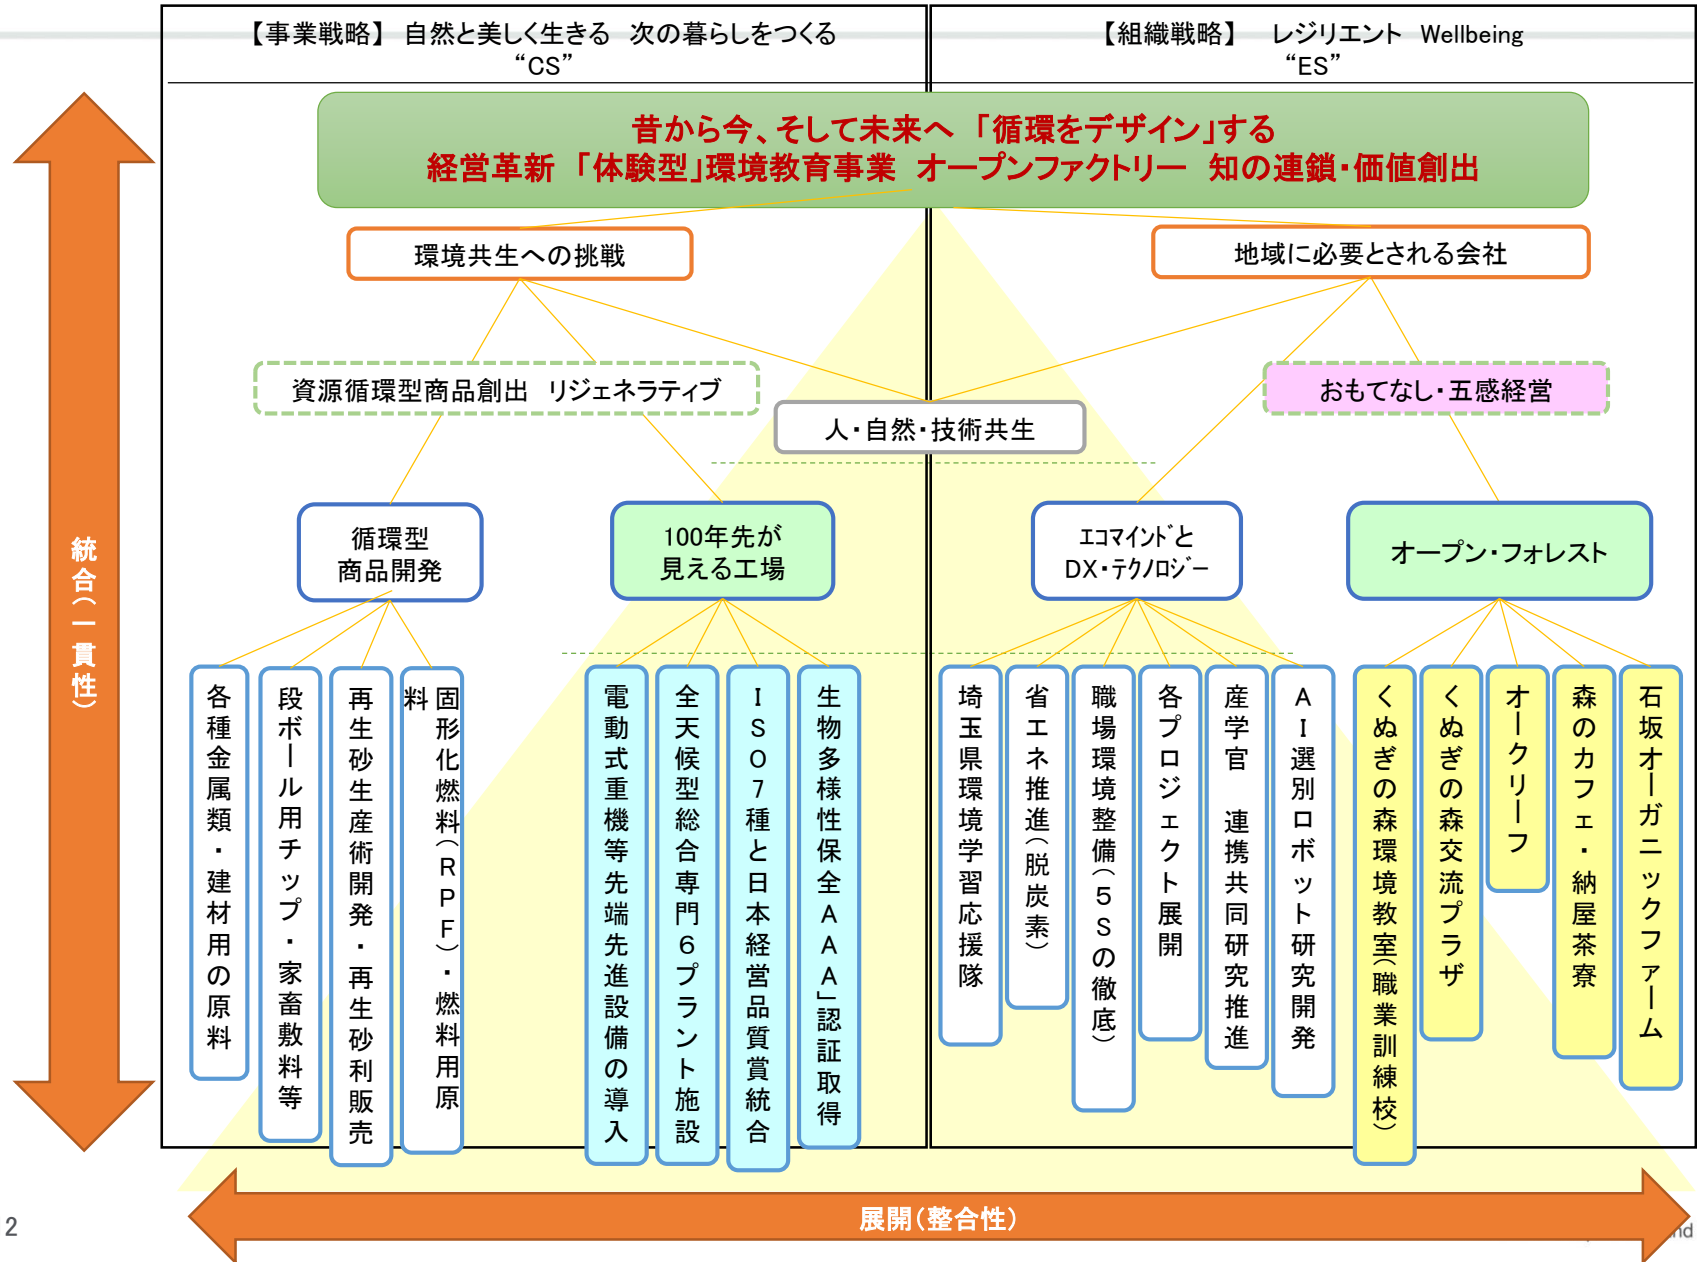 【事業戦略】 自然と美しく生きる 次の暮らしをつくる
“CS”
【組織戦略】 レジリエント Wellbeing
“ES”
昔から今、そして未来へ 「循環をデザイン」する
経営革新 「体験型」環境教育事業 オープンファクトリー 知の連鎖・価値創出
環境共生への挑戦
地域に必要とされる会社
資源循環型商品創出 リジェネラティブ
おもてなし・五感経営
人・自然・技術共生
循環型
商品開発
100年先が
見える工場
エコマインドと
DX・テクノロジー
オープン・フォレスト
統合(一貫性)
各種金属類・建材用の原料
段ボール用チップ・家畜敷料等
再生砂生産術開発・再生砂利販売
固形化燃料(RPF)・燃料用原
料
電動式重機等先端先進設備の導入
全天候型総合専門6プラント施設
ISO7種と日本経営品質賞統合
生物多様性保全AAA」認証取得
埼玉県環境学習応援隊
省エネ推進(脱炭素)
職場環境整備(5Sの徹底)
各プロジェクト展開
産学官 連携共同研究推進
AI選別ロボット研究開発
くぬぎの森環境教室(職業訓練校)
くぬぎの森交流プラザ
オークリーフ
森のカフェ・納屋茶寮
石坂オーガニックファーム
展開(整合性)
2
nd